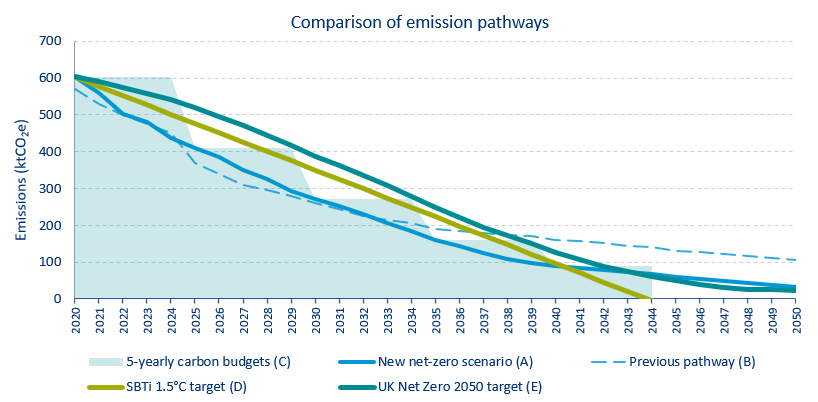 Comparison of emission pathways
700
600
500
400
300
200
100
0
Emissions (ktCO₂e)
2020 2021 2022 2023 2024 2025 2026 2027 2028 2029 2030 2031 2032 2033 2034 2035 2036 2037 2038 2039 2040 2041 2042 2043 2044 2045 2046 2047 2048 2049 2050
5-yearly carbon budgets (C) New net-zero scenario (A) Previous pathway (B)
SBTi 1.5°C target (D) UK Net Zero 2050 target (E)